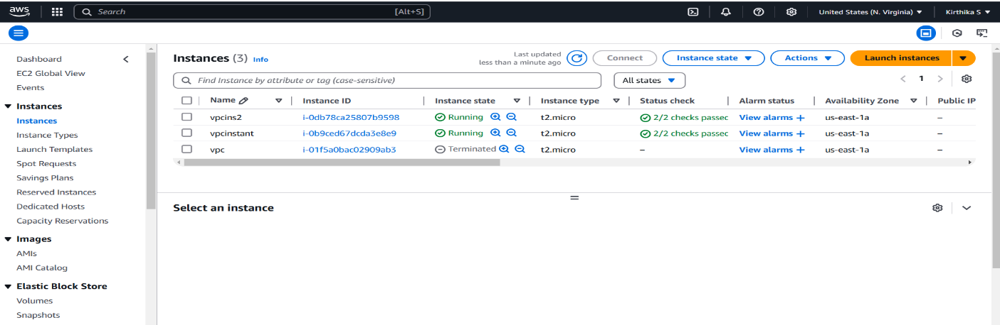 aws Search [Alt+S] United States (N. Virginia) Kirthika S
Dashboard
EC2 Global View
Events
Instances
Instances
Instance Types
Launch Templates
Spot Requests
Savings Plans
Reserved Instances
Dedicated Hosts
Capacity Reservations
Images
AMIs
AMI Catalog
Elastic Block Store
Volumes
Snapshots
Instances (3) Info
Last updated
less than a minute ago
Connect Instance state Actions Launch instances
Find Instance by attribute or tag (case-sensitive) All states 1
Name Instance ID Instance state Instance type Status check Alarm status Availability Zone Public IP
vpcins2 i-0db78ca25807b9598 Running t2.micro 2/2 checks passec View alarms + us-east-1a –
vpcinstant i-0b9ced67dcda3e8e9 Running t2.micro 2/2 checks passec View alarms + us-east-1a –
vpc i-01f5a0bac02909ab3 Terminated t2.micro – View alarms + us-east-1a –
Select an instance